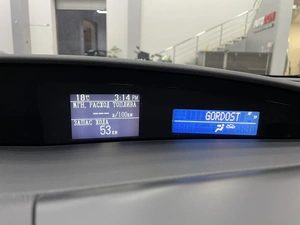 18°c 3:14 PM
МГН. РАСХОД ТОПЛИВА
---- л/100км
ЗАПАС ХОДА
53 км
GORDOST